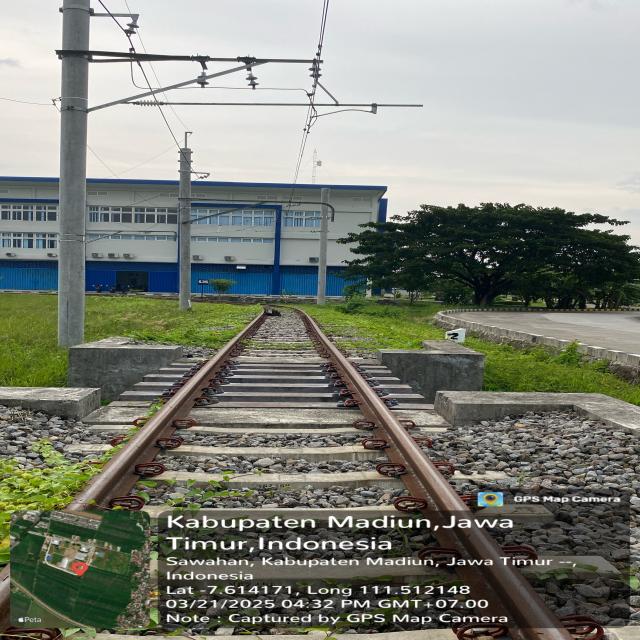 GPS Map Camera
Kabupaten Madiun,Jawa
Timur,Indonesia
Sawahan, Kabupaten Madiun, Jawa Timur --,
Indonesia
Lat -7.614171, Long 111.512148
03/21/2025 04:32 PM GMT+07.00
Note : Captured by GPS Map Camera
Peta